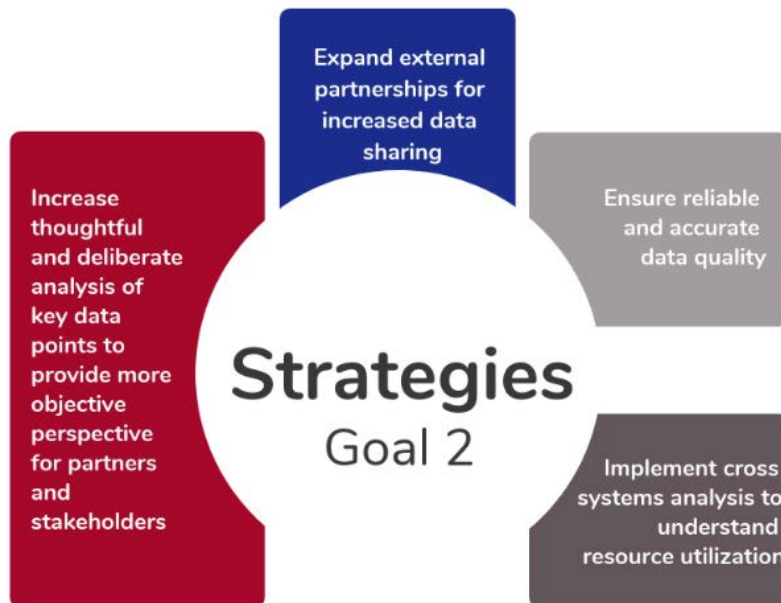 Expand external
partnerships for
increased data
sharing
Increase
thoughtful
and deliberate
analysis of
key data
points to
provide more
objective
perspective
for partners
and
stakeholders
Ensure reliable
and accurate
data quality
Strategies
Goal 2
Implement cross
systems analysis to
understand
resource utilization